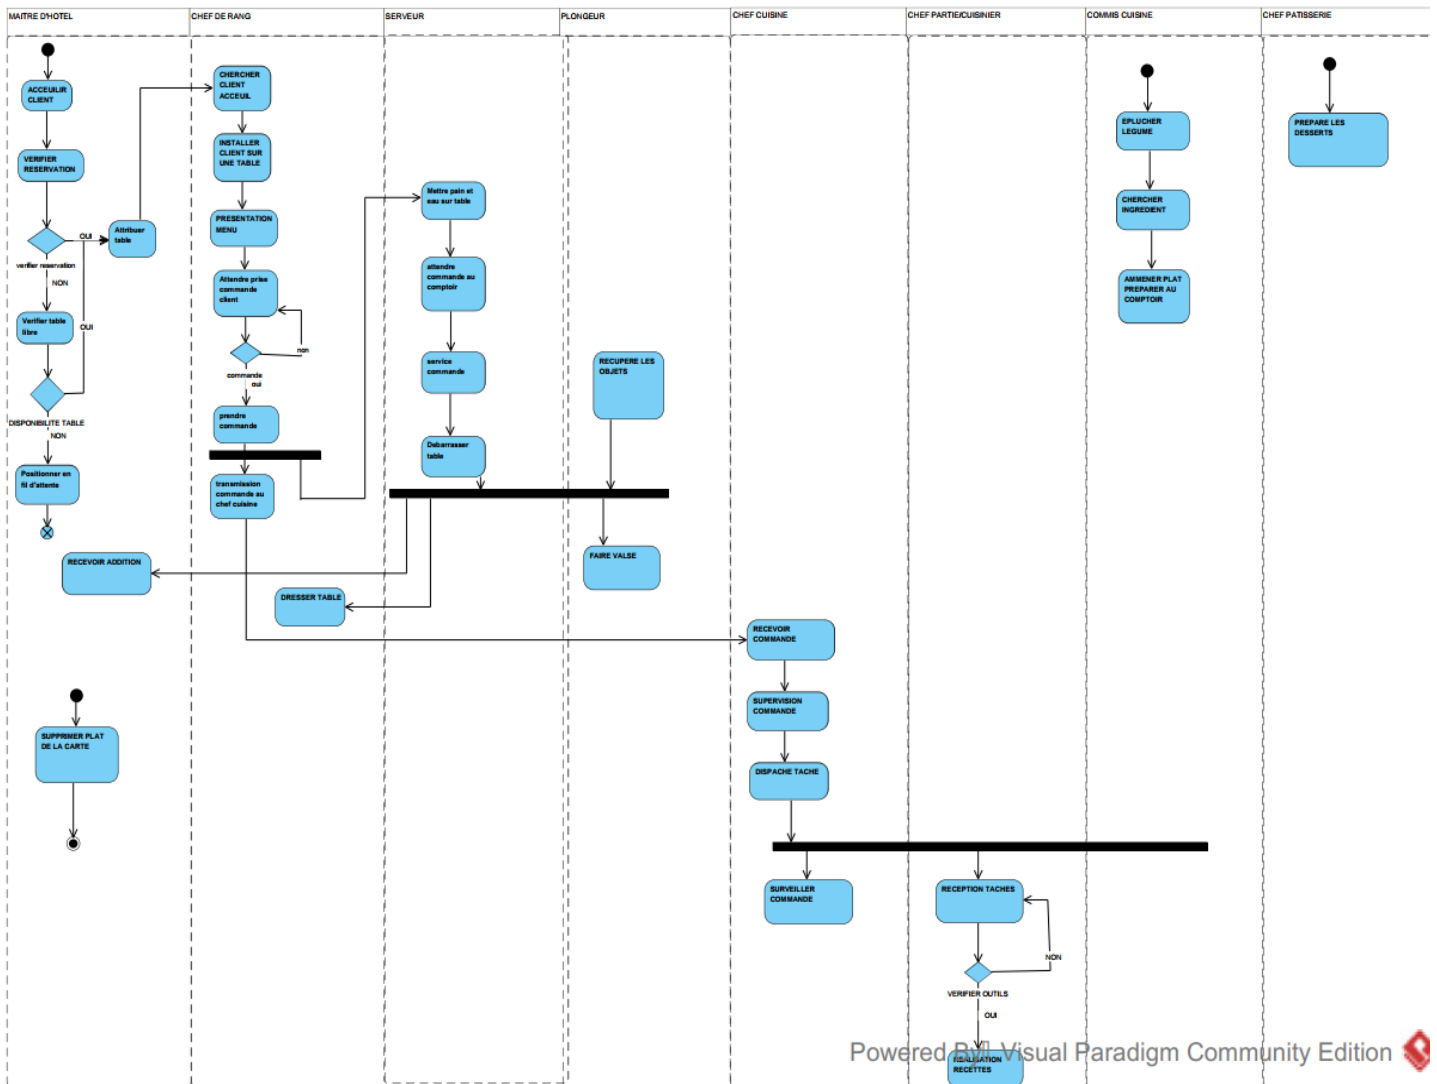 MAITRE D'HOTEL
CHEF DE RANG
SERVEUR
PLONGEUR
CHEF CUISINE
CHEF PARTIE/CUISINIER
COMMIS CUISINE
CHEF PATISSERIE
ACCEUILIR
CLIENT
VERIFIER
RESERVATION
OUI
verifier reservation
NON
Attribuer
table
Verifier table
libre
OUI
DISPONIBILITE TABLE
NON
Positionner en
fil d'attente
RECEVOIR ADDITION
SUPPRIMER PLAT
DE LA CARTE
CHERCHER
CLIENT
ACCEUIL
INSTALLER
CLIENT SUR
UNE TABLE
PRESENTATION
MENU
Attendre prise
commande
client
non
commande
oui
prendre
commande
transmission
commande au
chef cuisine
DRESSER TABLE
Mettre pain et
eau sur table
attendre
commande au
comptoir
service
commande
Debarrasser
table
RECUPERE LES
OBJETS
FAIRE VALSE
RECEVOIR
COMMANDE
SUPERVISION
COMMANDE
DISPACHE TACHE
SURVEILLER
COMMANDE
RECEPTION TACHES
NON
VERIFIER OUTILS
OUI
REALISATION
RECETTES
EPLUCHER
LEGUME
CHERCHER
INGREDIENT
AMMENER PLAT
PREPARER AU
COMPTOIR
PREPARE LES
DESSERTS
Powered By Visual Paradigm Community Edition